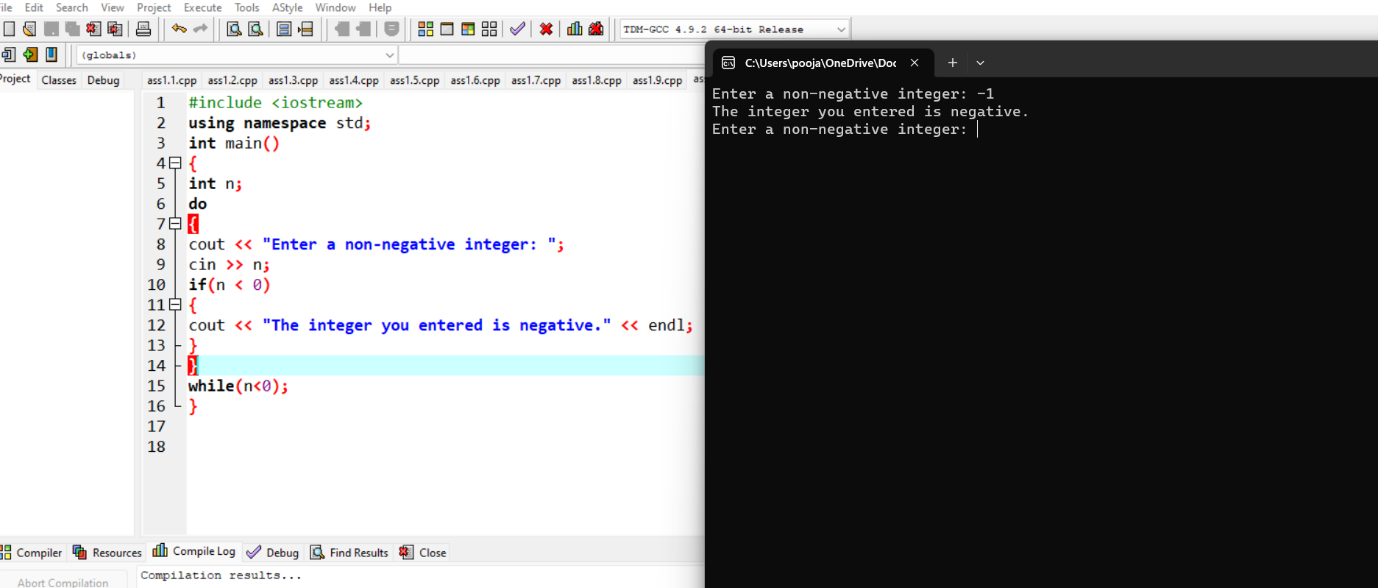 ile Edit Search View Project Execute Tools AStyle Window Help
TDM-GCC 4.9.2 64-bit Release
(globals)
Project Classes Debug
ass1.1.cpp ass1.2.cpp ass1.3.cpp ass1.4.cpp ass1.5.cpp ass1.6.cpp ass1.7.cpp ass1.8.cpp ass1.9.cpp as
1 #include <iostream>
2 using namespace std;
3 int main()
4 {
5 int n;
6 do
7 {
8 cout << "Enter a non-negative integer: ";
9 cin >> n;
10 if(n < 0)
11 {
12 cout << "The integer you entered is negative." << endl;
13 }
14 }
15 while(n<0);
16 }
17
18
Compiler Resources Compile Log Debug Find Results Close
Abort Compilation
Compilation results...
C:\Users\pooja\OneDrive\Doc
Enter a non-negative integer: -1
The integer you entered is negative.
Enter a non-negative integer: